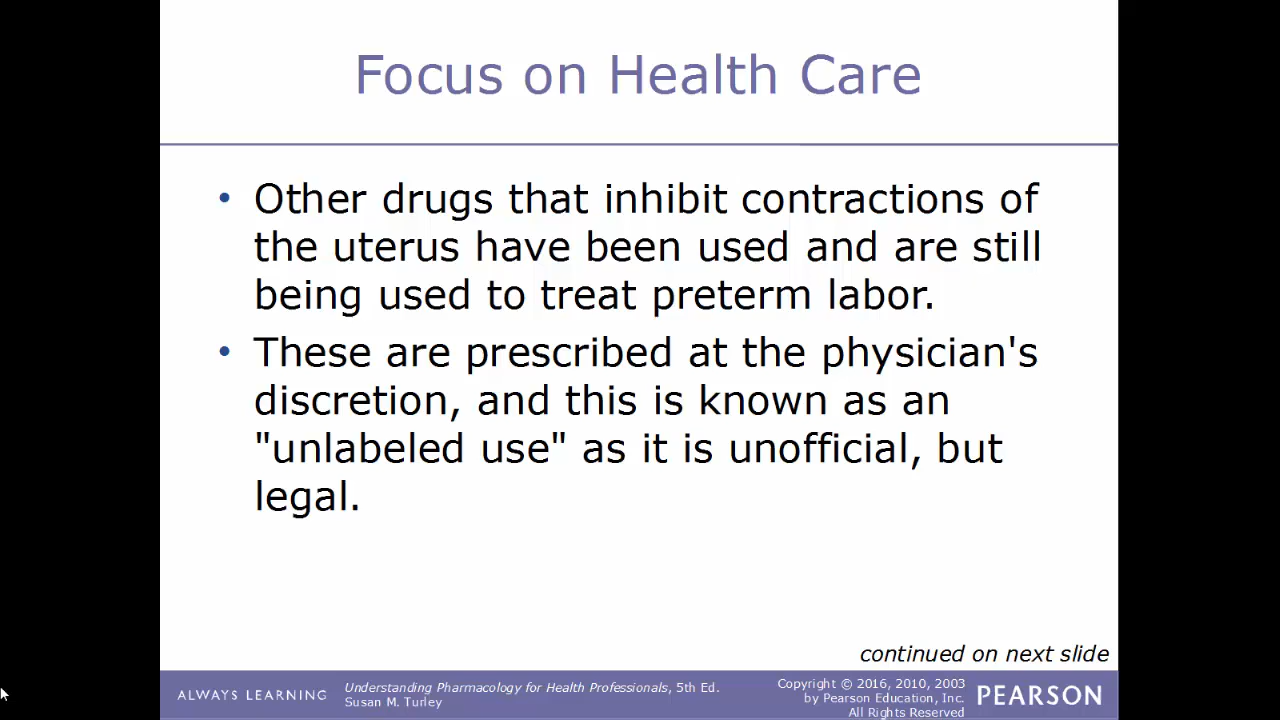 Focus on Health Care
• Other drugs that inhibit contractions of
the uterus have been used and are still
being used to treat preterm labor.
• These are prescribed at the physician's
discretion, and this is known as an
"unlabeled use" as it is unofficial, but
legal.
continued on next slide
ALWAYS LEARNING
Understanding Pharmacology for Health Professionals, 5th Ed.
Susan M. Turley
Copyright © 2016, 2010, 2003
by Pearson Education, Inc.
All Rights Reserved
PEARSON